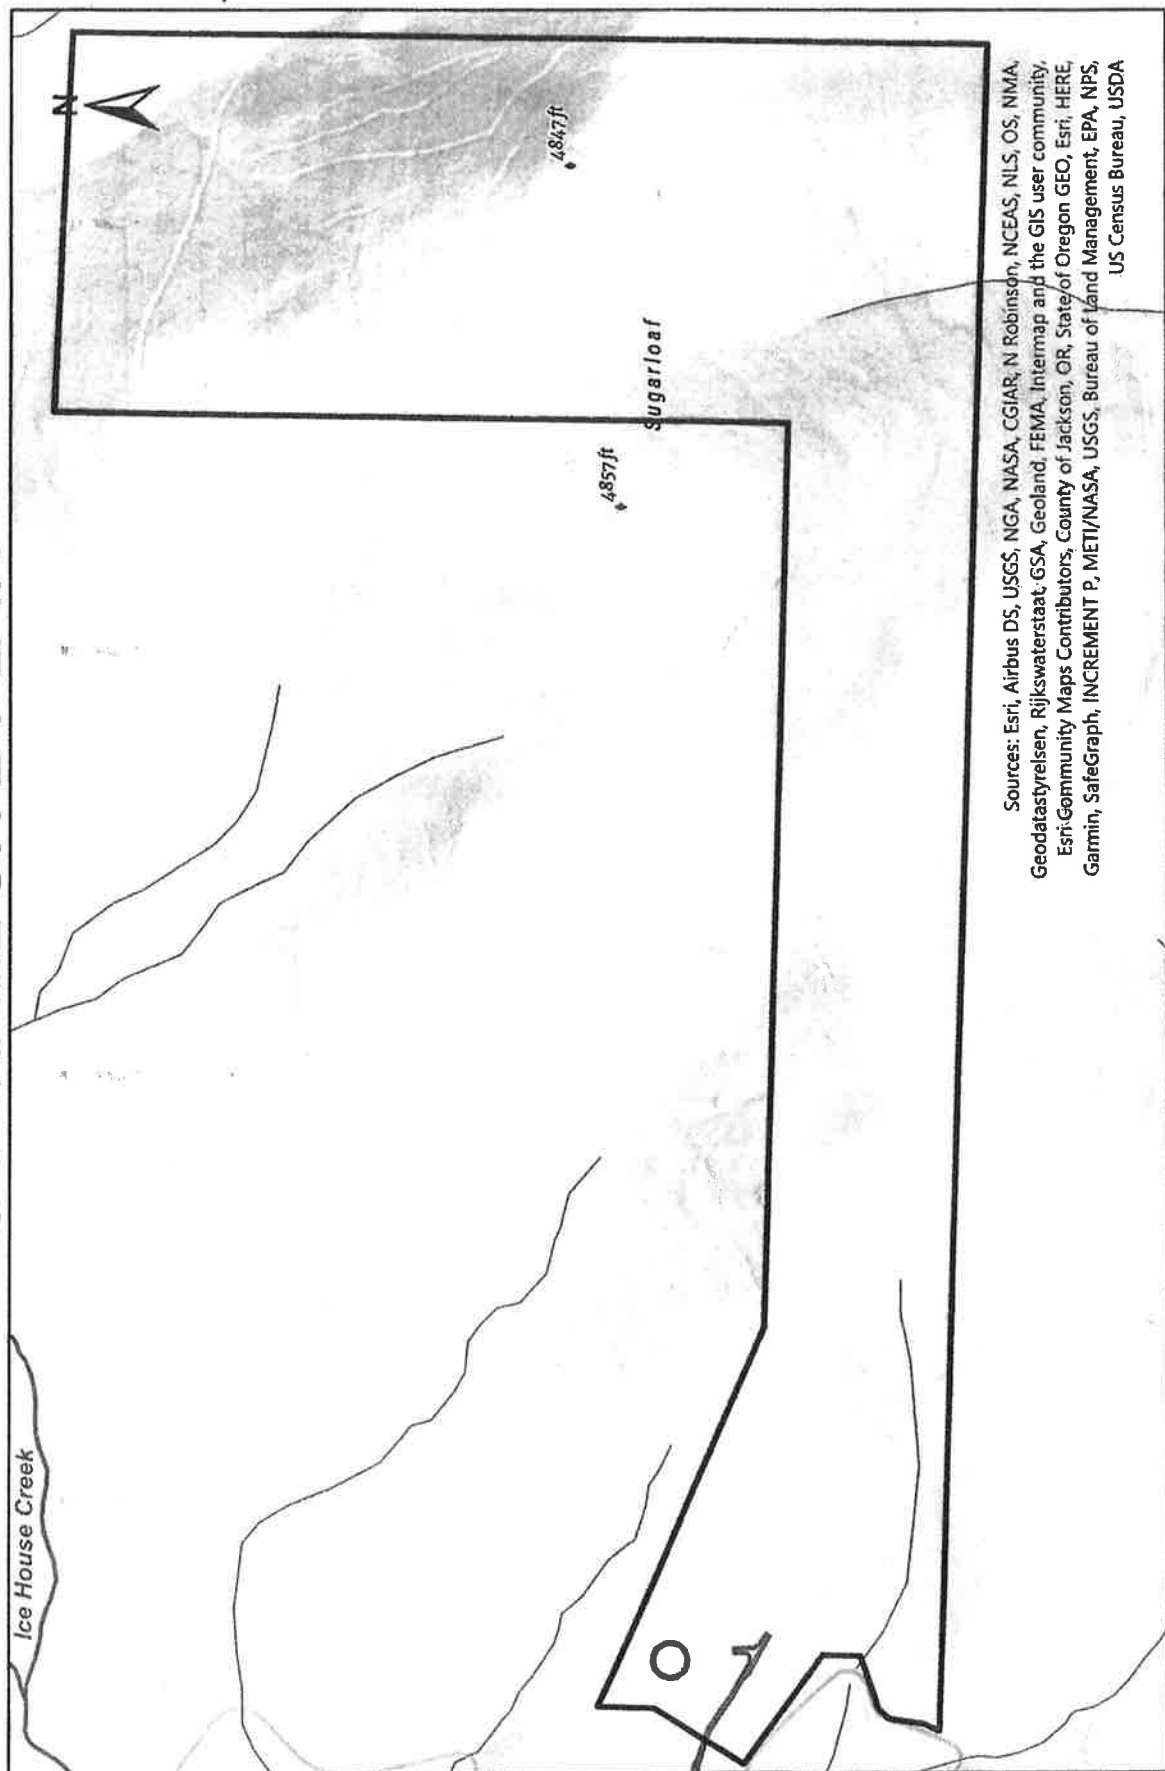 N
4847ft
Sugarloaf
4857ft
Ice House Creek
Sources: Esri, Airbus DS, USGS, NGA, NASA, CGIAR, N Robinson, NCEAS, NLS, OS, NMA,
Geodatastyrelsen, Rijkswaterstaat, GSA, Geoland, FEMA, Intermap and the GIS user community,
Esri Community Maps Contributors, County of Jackson, OR, State of Oregon GEO, Esri, HERE,
Garmin, SafeGraph, INCREMENT P, METI/NASA, USGS, Bureau of Land Management, EPA, NPS,
US Census Bureau, USDA